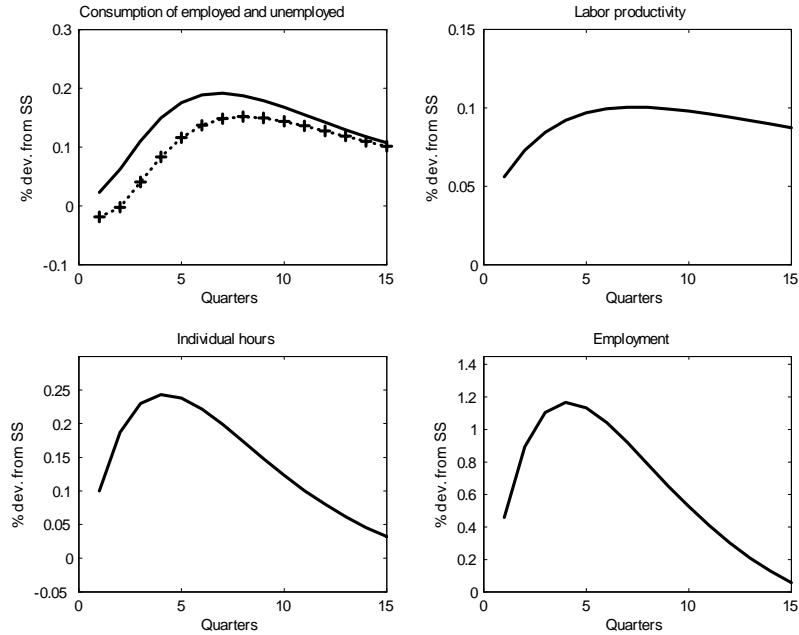 Consumption of employed and unemployed
0.3
0.2
0.1
0
-0.1
% dev. from SS
0 5 10 15
Quarters
Labor productivity
0.15
0.1
0.05
0
% dev. from SS
0 5 10 15
Quarters
Individual hours
0.25
0.2
0.15
0.1
0.05
0
-0.05
% dev. from SS
0 5 10 15
Quarters
Employment
1.4
1.2
1
0.8
0.6
0.4
0.2
0
% dev. from SS
0 5 10 15
Quarters